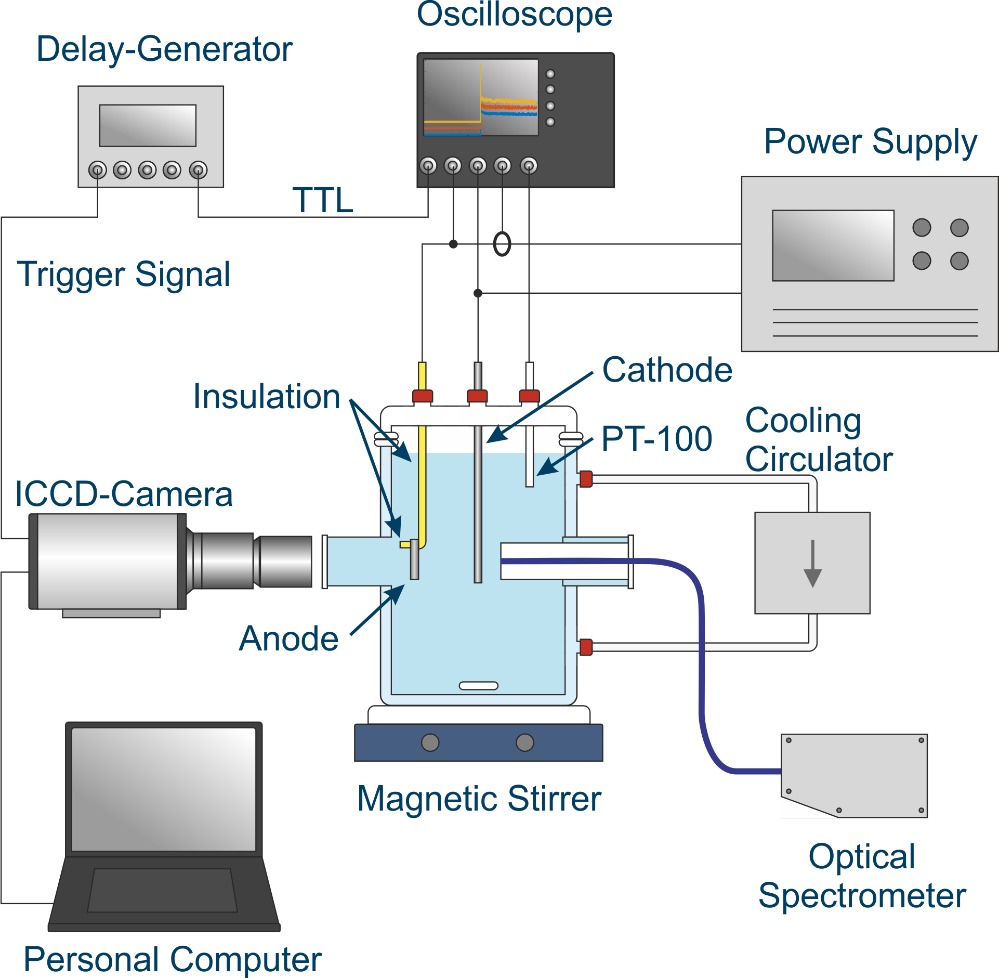 Oscilloscope
Delay-Generator
Power Supply
TTL
Trigger Signal
Cathode
Insulation
PT-100
Cooling
Circulator
ICCD-Camera
Anode
Magnetic Stirrer
Optical
Spectrometer
Personal Computer